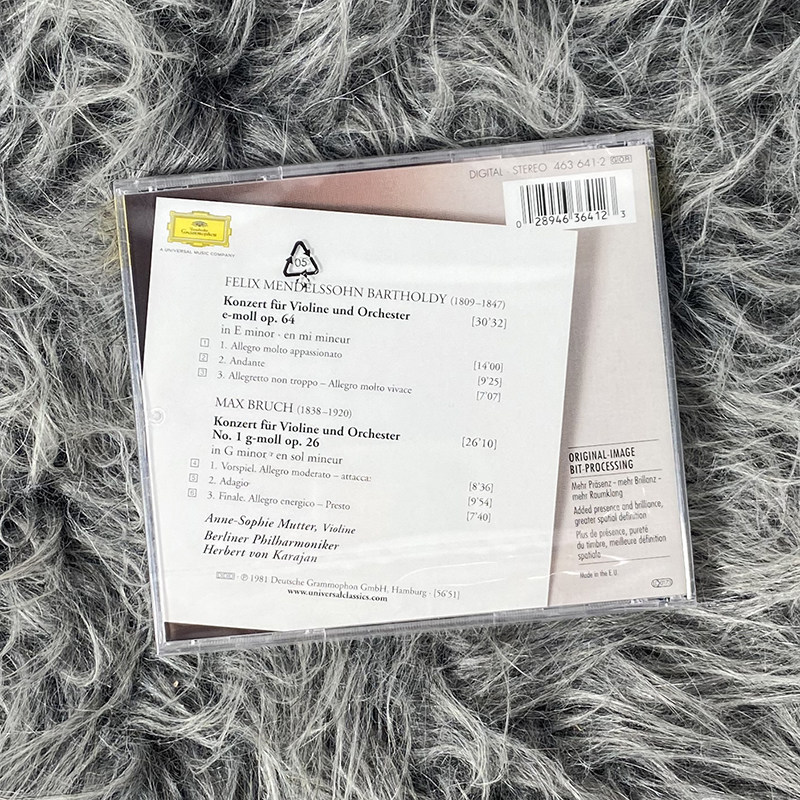 DIGITAL · STEREO 463 641-2
0 28946 36412 3
Deutsche
Grammophon
A UNIVERSAL MUSIC COMPANY
05
FELIX MENDELSSOHN BARTHOLDY (1809–1847)
Konzert für Violine und Orchester
e-moll op. 64 [30'32]
in E minor · en mi mineur
1 1. Allegro molto appassionato [14'00]
2 2. Andante [9'25]
3 3. Allegretto non troppo – Allegro molto vivace [7'07]
MAX BRUCH (1838–1920)
Konzert für Violine und Orchester
No. 1 g-moll op. 26 [26'10]
in G minor · en sol mineur
4 1. Vorspiel. Allegro moderato – attacca: [8'36]
5 2. Adagio [9'54]
6 3. Finale. Allegro energico – Presto [7'40]
Anne-Sophie Mutter, Violine
Berliner Philharmoniker
Herbert von Karajan
DDD · ℗ 1981 Deutsche Grammophon GmbH, Hamburg · [56'51]
www.universalclassics.com
ORIGINAL-IMAGE
BIT-PROCESSING
Mehr Präsenz – mehr Brillanz –
mehr Raumklang
Added presence and brilliance,
greater spatial definition
Plus de présence, pureté
du timbre, meilleure définition
spatiale
Made in the E.U.